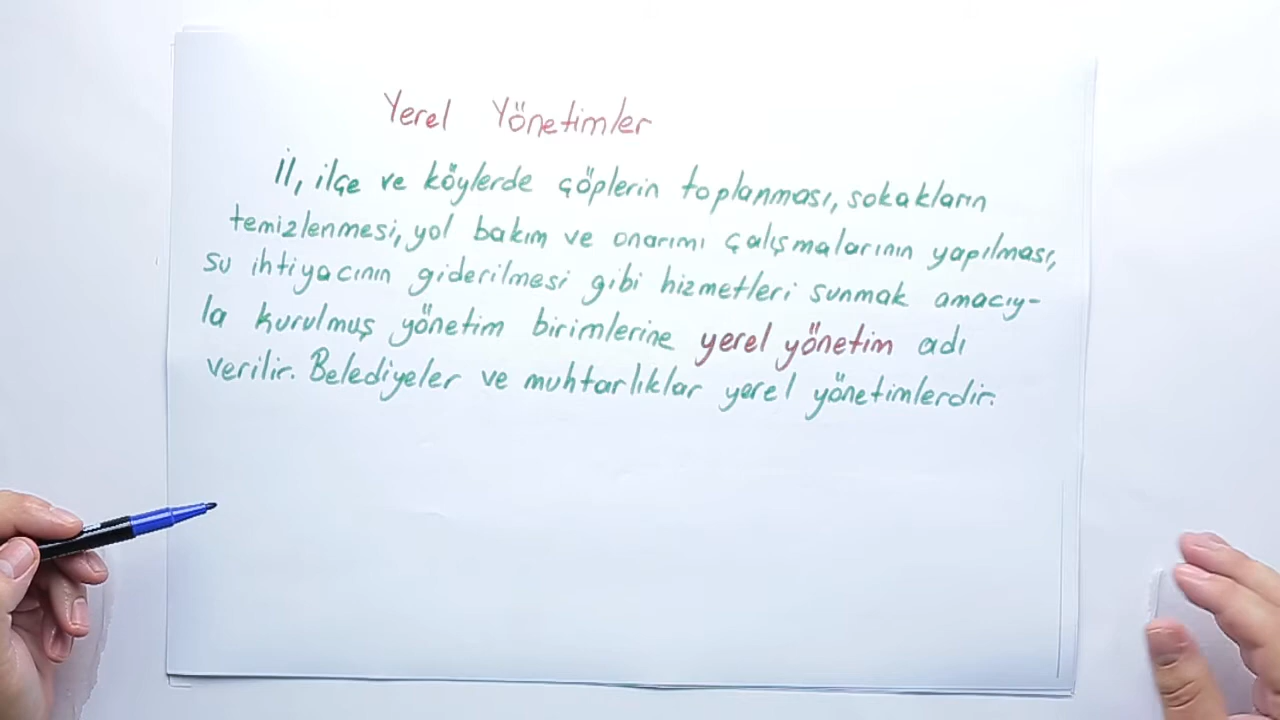 Yerel Yönetimler
İl, ilçe ve köylerde çöplerin toplanması, sokakların
temizlenmesi, yol bakım ve onarımı çalışmalarının yapılması,
su ihtiyacının giderilmesi gibi hizmetleri sunmak amacıy-
la kurulmuş yönetim birimlerine yerel yönetim adı
verilir. Belediyeler ve muhtarlıklar yerel yönetimlerdir.